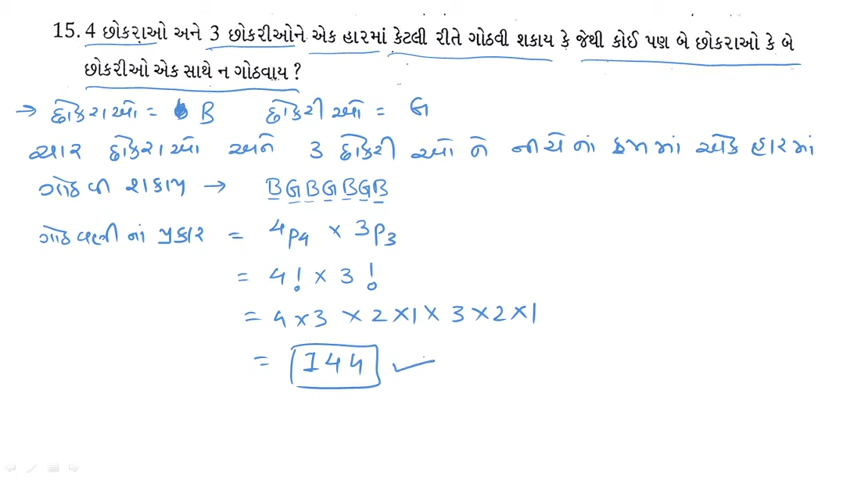 15. 4 છોકરાઓ અને 3 છોકરીઓને એક હારમાં કેટલી રીતે ગોઠવી શકાય કે જેથી કોઈ પણ બે છોકરાઓ કે બે
છોકરીઓ એક સાથે ન ગોઠવાય ?
→ છોકરાઓ = B છોકરી ઓ = G
ચાર છોકરાઓ અને 3 છોકરી ઓ ને નીચે નાં ક્રમ માં એક હાર માં
ગોઠવી શકાય → BGBGBGB
ગોઠવણી નાં પ્રકાર = 4P4 × 3P3
= 4! × 3!
= 4 × 3 × 2 × 1 × 3 × 2 × 1
= 144 ✓